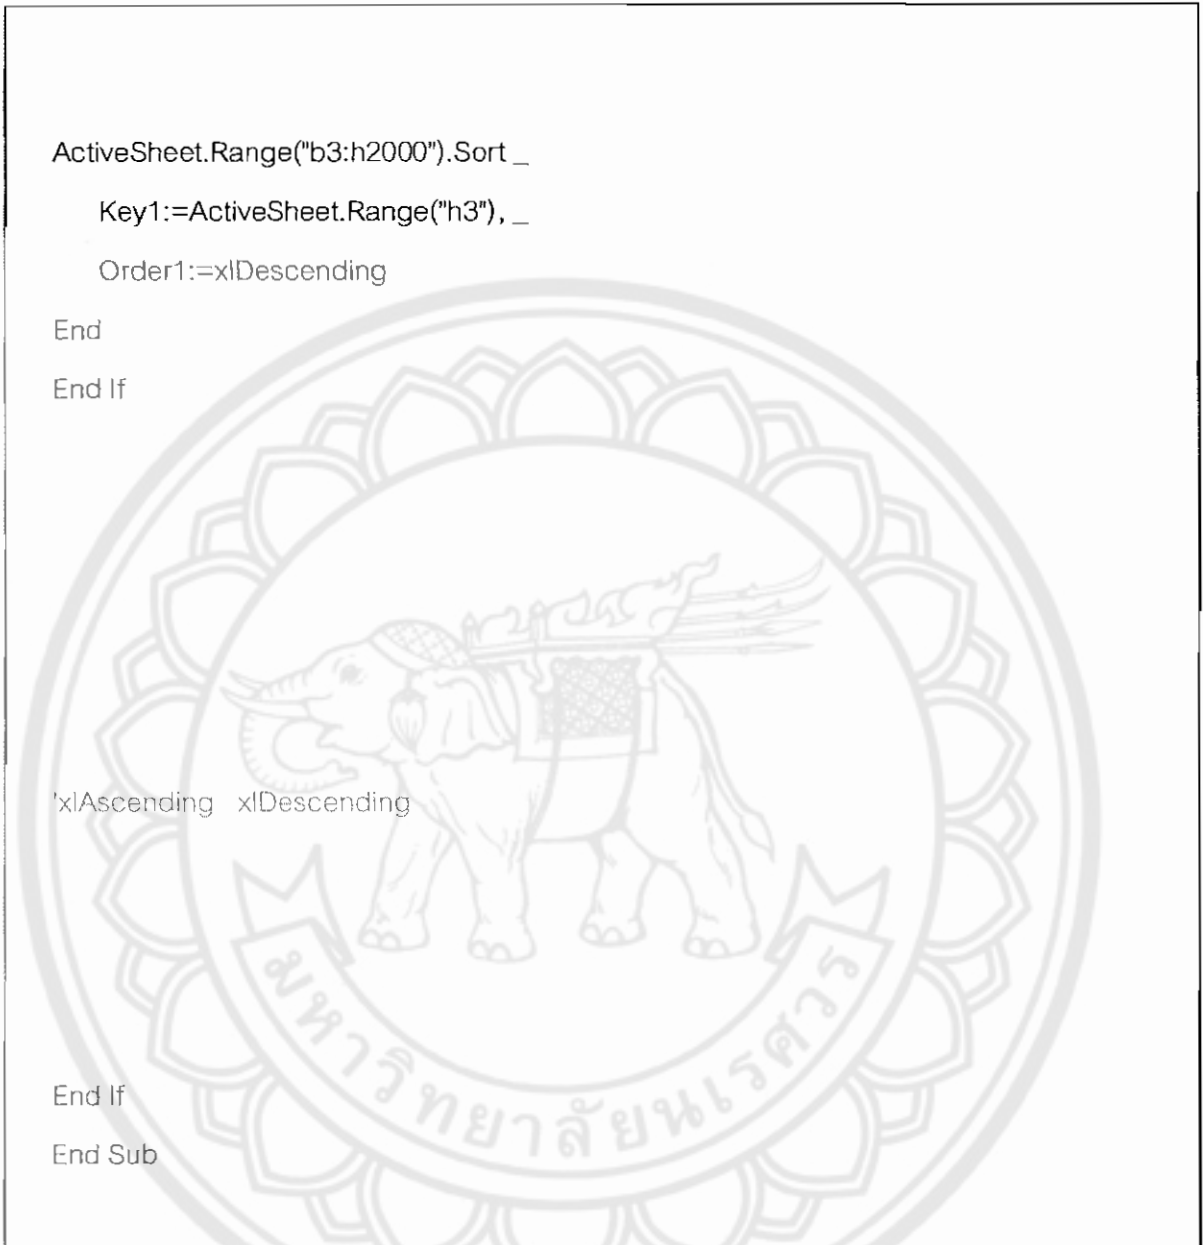 ActiveSheet.Range("b3:h2000").Sort _
Key1:=ActiveSheet.Range("h3"), _
Order1:=xlDescending
End
End If
'xlAscending xlDescending
End If
End Sub
มหาวิทยาลัยนเรศวร